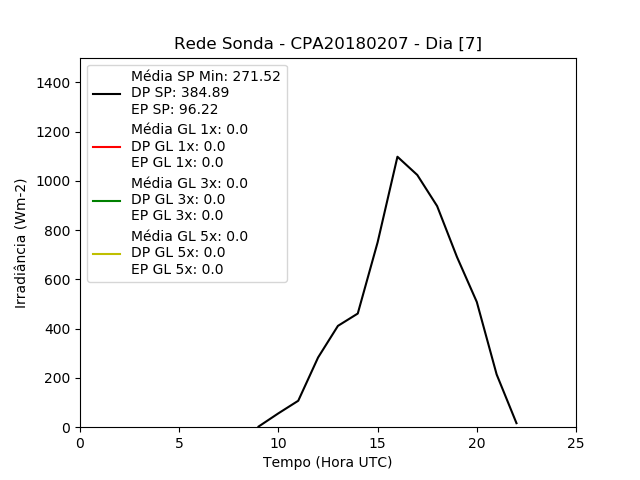 Rede Sonda - CPA20180207 - Dia [7]
Média SP Min: 271.52
DP SP: 384.89
EP SP: 96.22
Média GL 1x: 0.0
DP GL 1x: 0.0
EP GL 1x: 0.0
Média GL 3x: 0.0
DP GL 3x: 0.0
EP GL 3x: 0.0
Média GL 5x: 0.0
DP GL 5x: 0.0
EP GL 5x: 0.0
Irradiância (Wm-2)
1400
1200
1000
800
600
400
200
0
0 5 10 15 20 25
Tempo (Hora UTC)